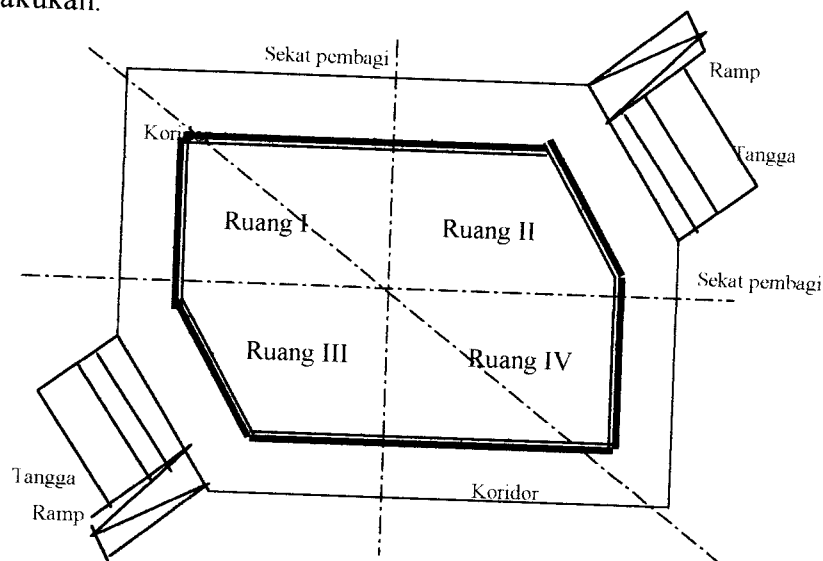 akukan.
Sekat pembagi
Ramp
Koridor
Tangga
Ruang I
Ruang II
Sekat pembagi
Ruang III
Ruang IV
Tangga
Koridor
Ramp